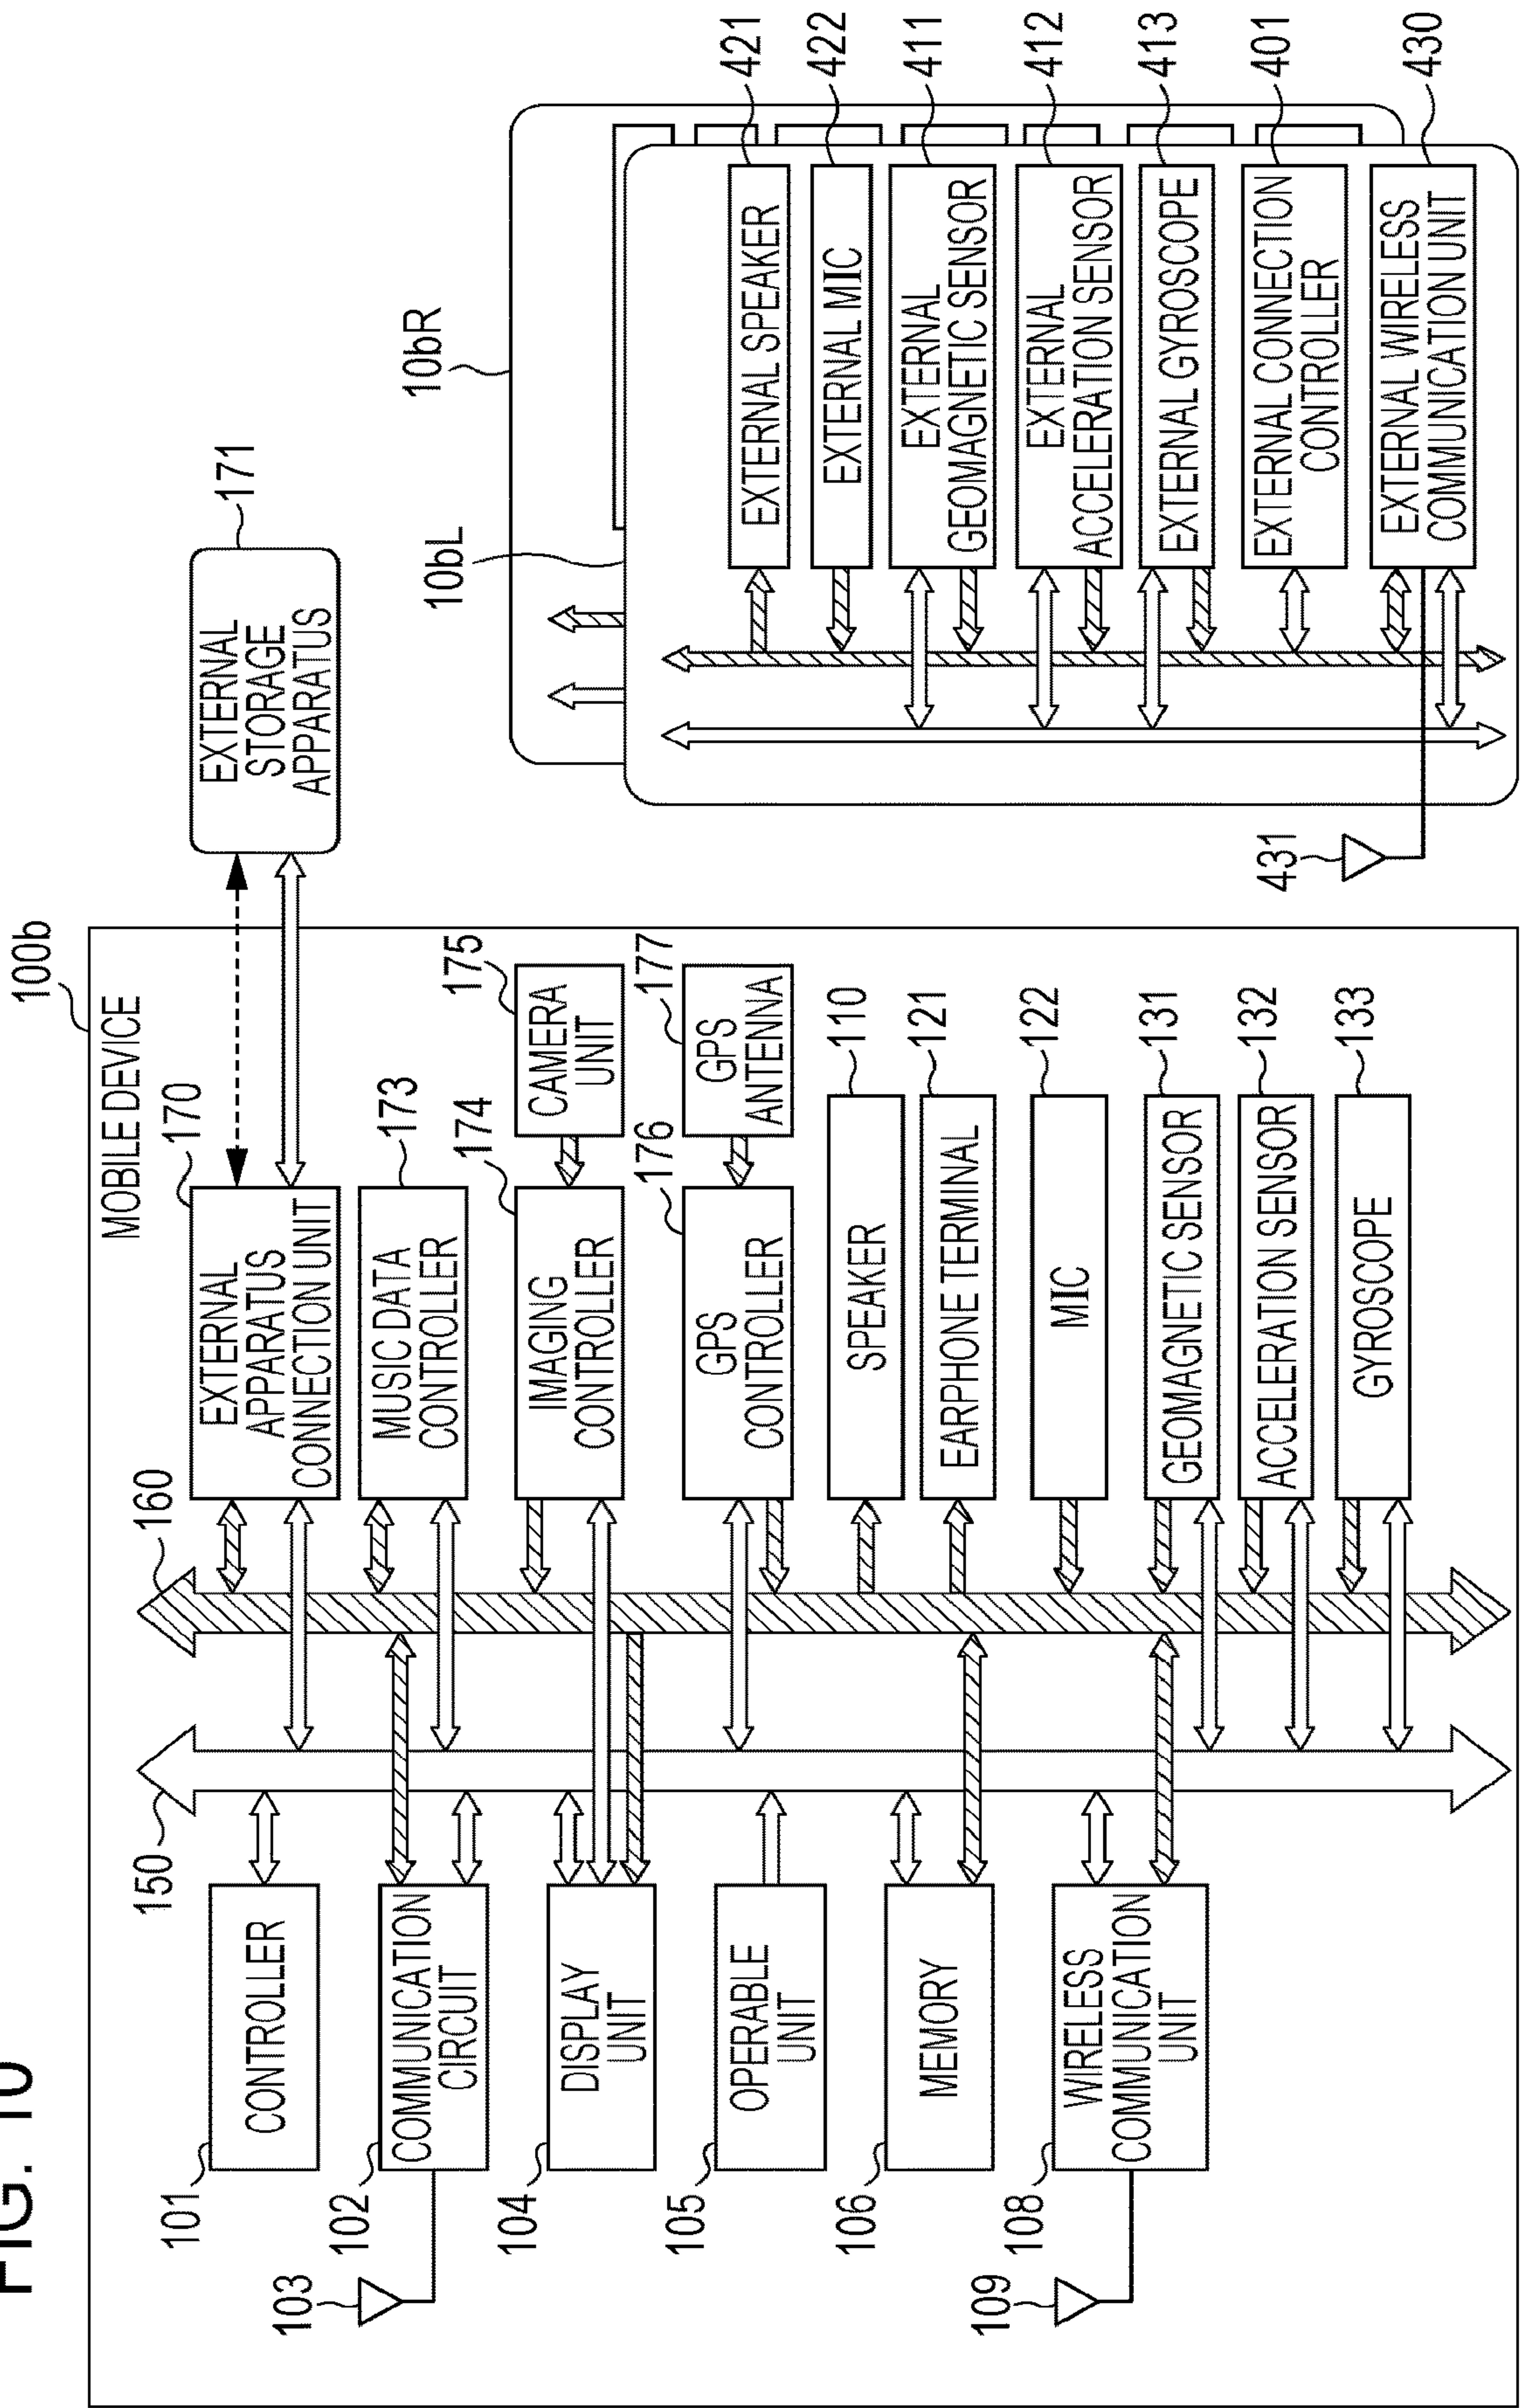 FIG. 10
100b
MOBILE DEVICE
101
CONTROLLER
102
COMMUNICATION
CIRCUIT
103
104
DISPLAY
UNIT
105
OPERABLE
UNIT
106
MEMORY
108
WIRELESS
COMMUNICATION
UNIT
109
150
160
170
EXTERNAL
APPARATUS
CONNECTION UNIT
173
MUSIC DATA
CONTROLLER
174
IMAGING
CONTROLLER
175
CAMERA
UNIT
176
GPS
CONTROLLER
177
GPS
ANTENNA
SPEAKER
110
EARPHONE TERMINAL
121
MIC
122
GEOMAGNETIC SENSOR
131
ACCELERATION SENSOR
132
GYROSCOPE
133
171
EXTERNAL
STORAGE
APPARATUS
10bR
10bL
EXTERNAL SPEAKER
421
EXTERNAL MIC
422
EXTERNAL
GEOMAGNETIC SENSOR
411
EXTERNAL
ACCELERATION SENSOR
412
EXTERNAL GYROSCOPE
413
EXTERNAL CONNECTION
CONTROLLER
401
EXTERNAL WIRELESS
COMMUNICATION UNIT
430
431